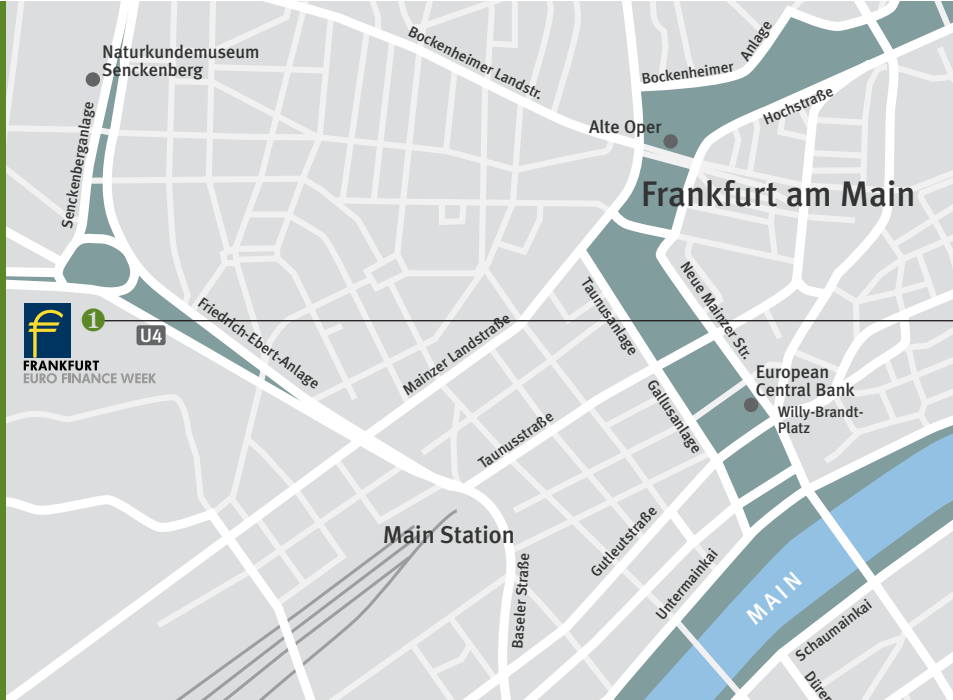 Naturkundemuseum
Senckenberg
Bockenheimer Landstr.
Bockenheimer
Anlage
Hochstraße
Alte Oper
Senckenberganlage
Frankfurt am Main
1
U4
FRANKFURT
EURO FINANCE WEEK
Friedrich-Ebert-Anlage
Mainzer Landstraße
Taunusanlage.
Neue Mainzer Str.
European
Central Bank
Willy-Brandt-
Platz
Gallusanlage
Taunusstraße
Main Station
Gutleutstraße
Untermainkai
Baseler Straße
MAIN
Schaumainkai